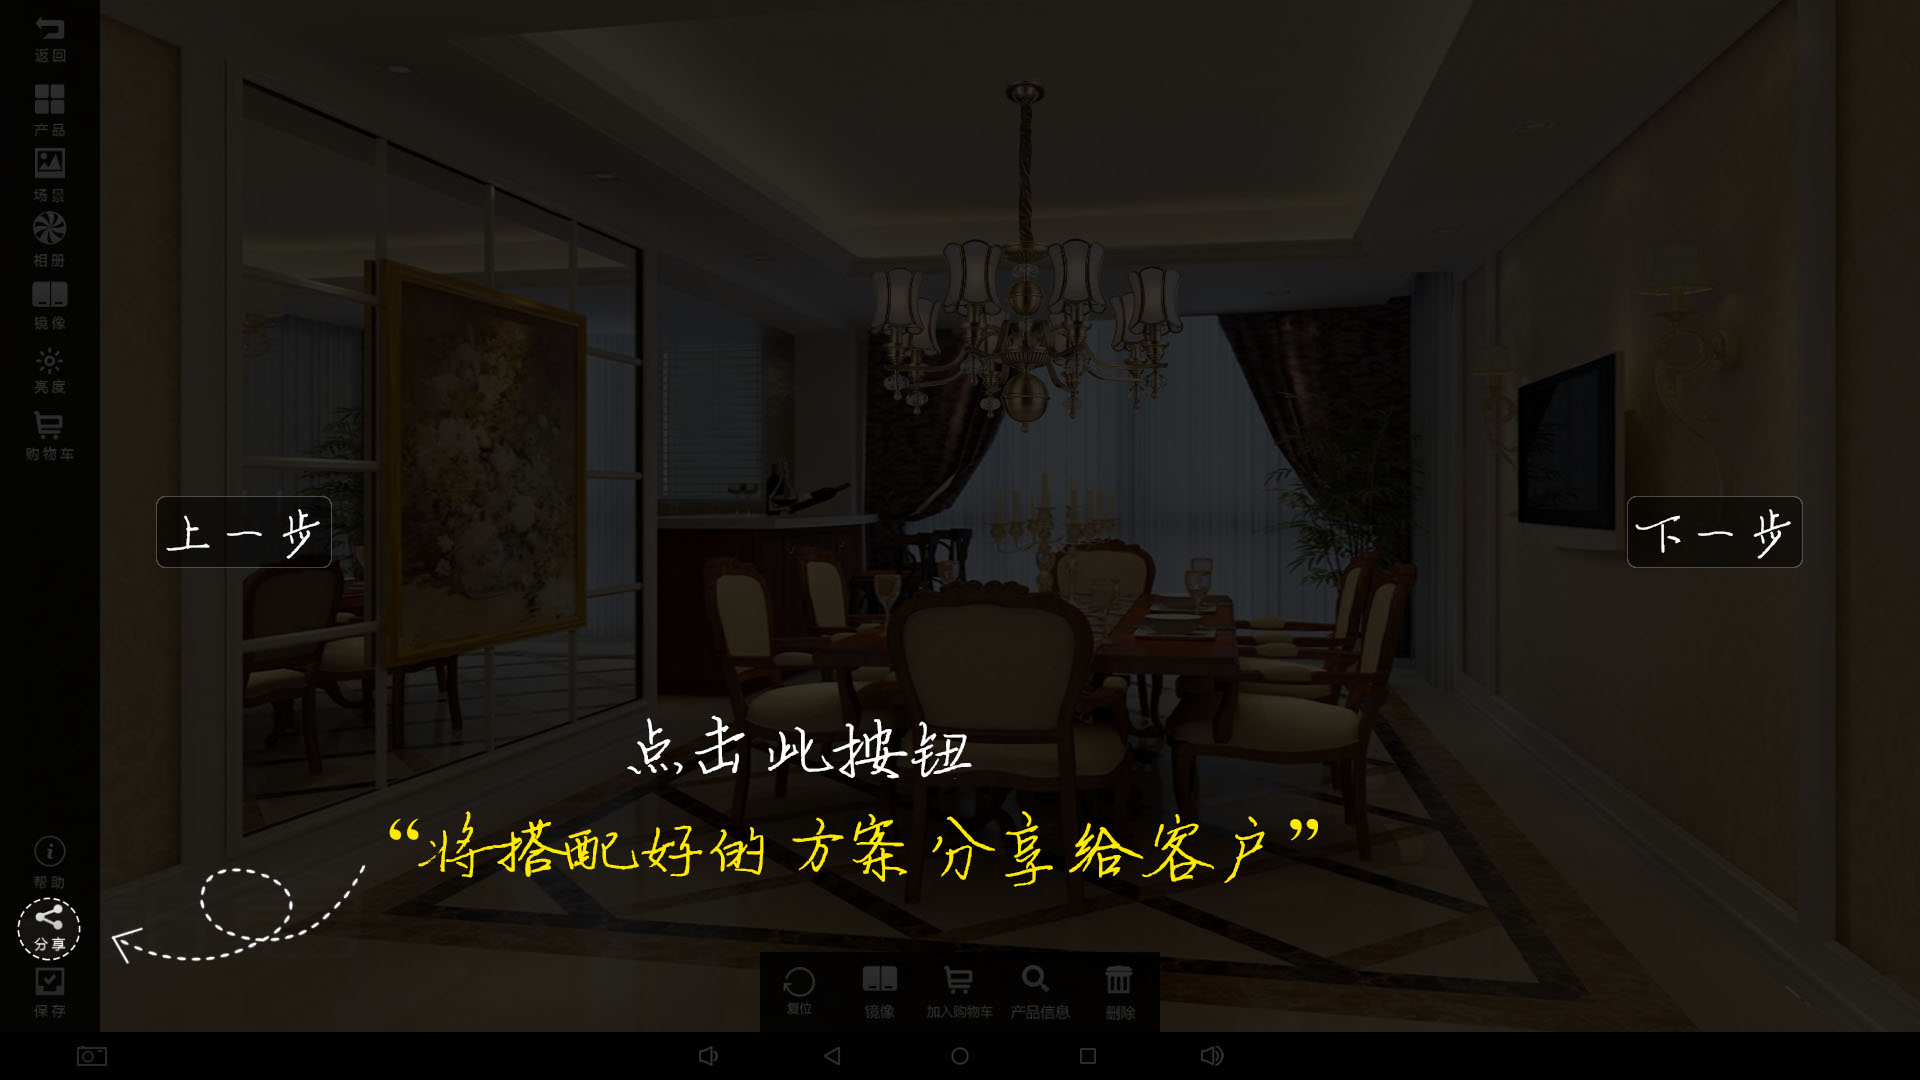 返回
产品
场景
相册
镜像
亮度
购物车
上一步
下一步
点击此按钮
“将搭配好的方案分享给客户”
帮助
分享
保存
复位
镜像
加入购物车
产品信息
删除